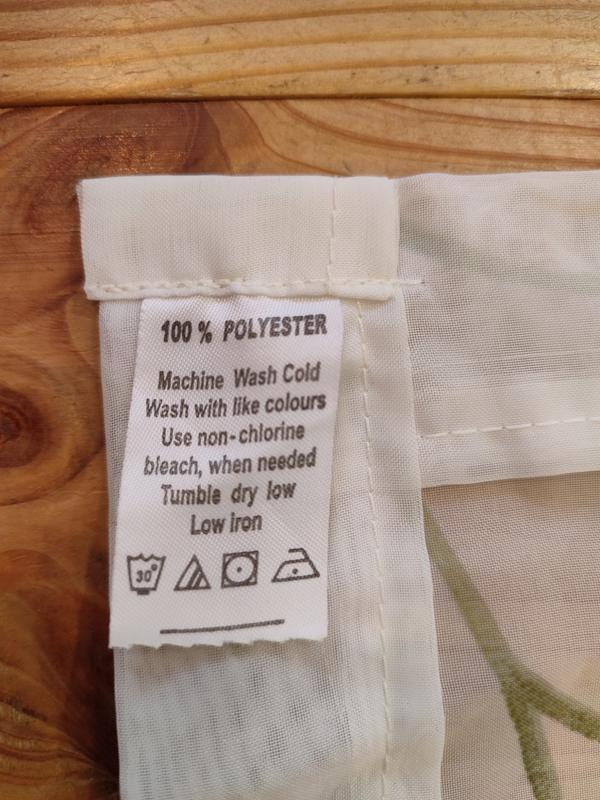 100 % POLYESTER
Machine Wash Cold
Wash with like colours
Use non-chlorine
bleach, when needed
Tumble dry low
Low iron
30°